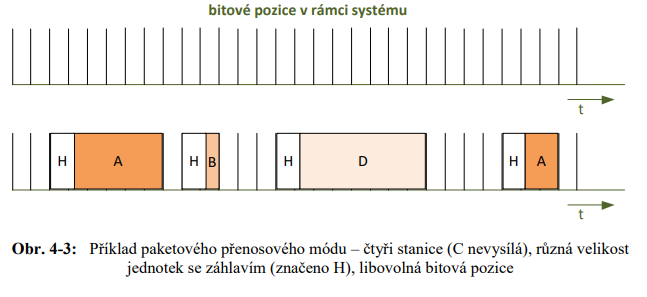 bitové pozice v rámci systému
t
H A H B H D H A
t
Obr. 4-3: Příklad paketového přenosového módu – čtyři stanice (C nevysílá), různá velikost
jednotek se záhlavím (značeno H), libovolná bitová pozice